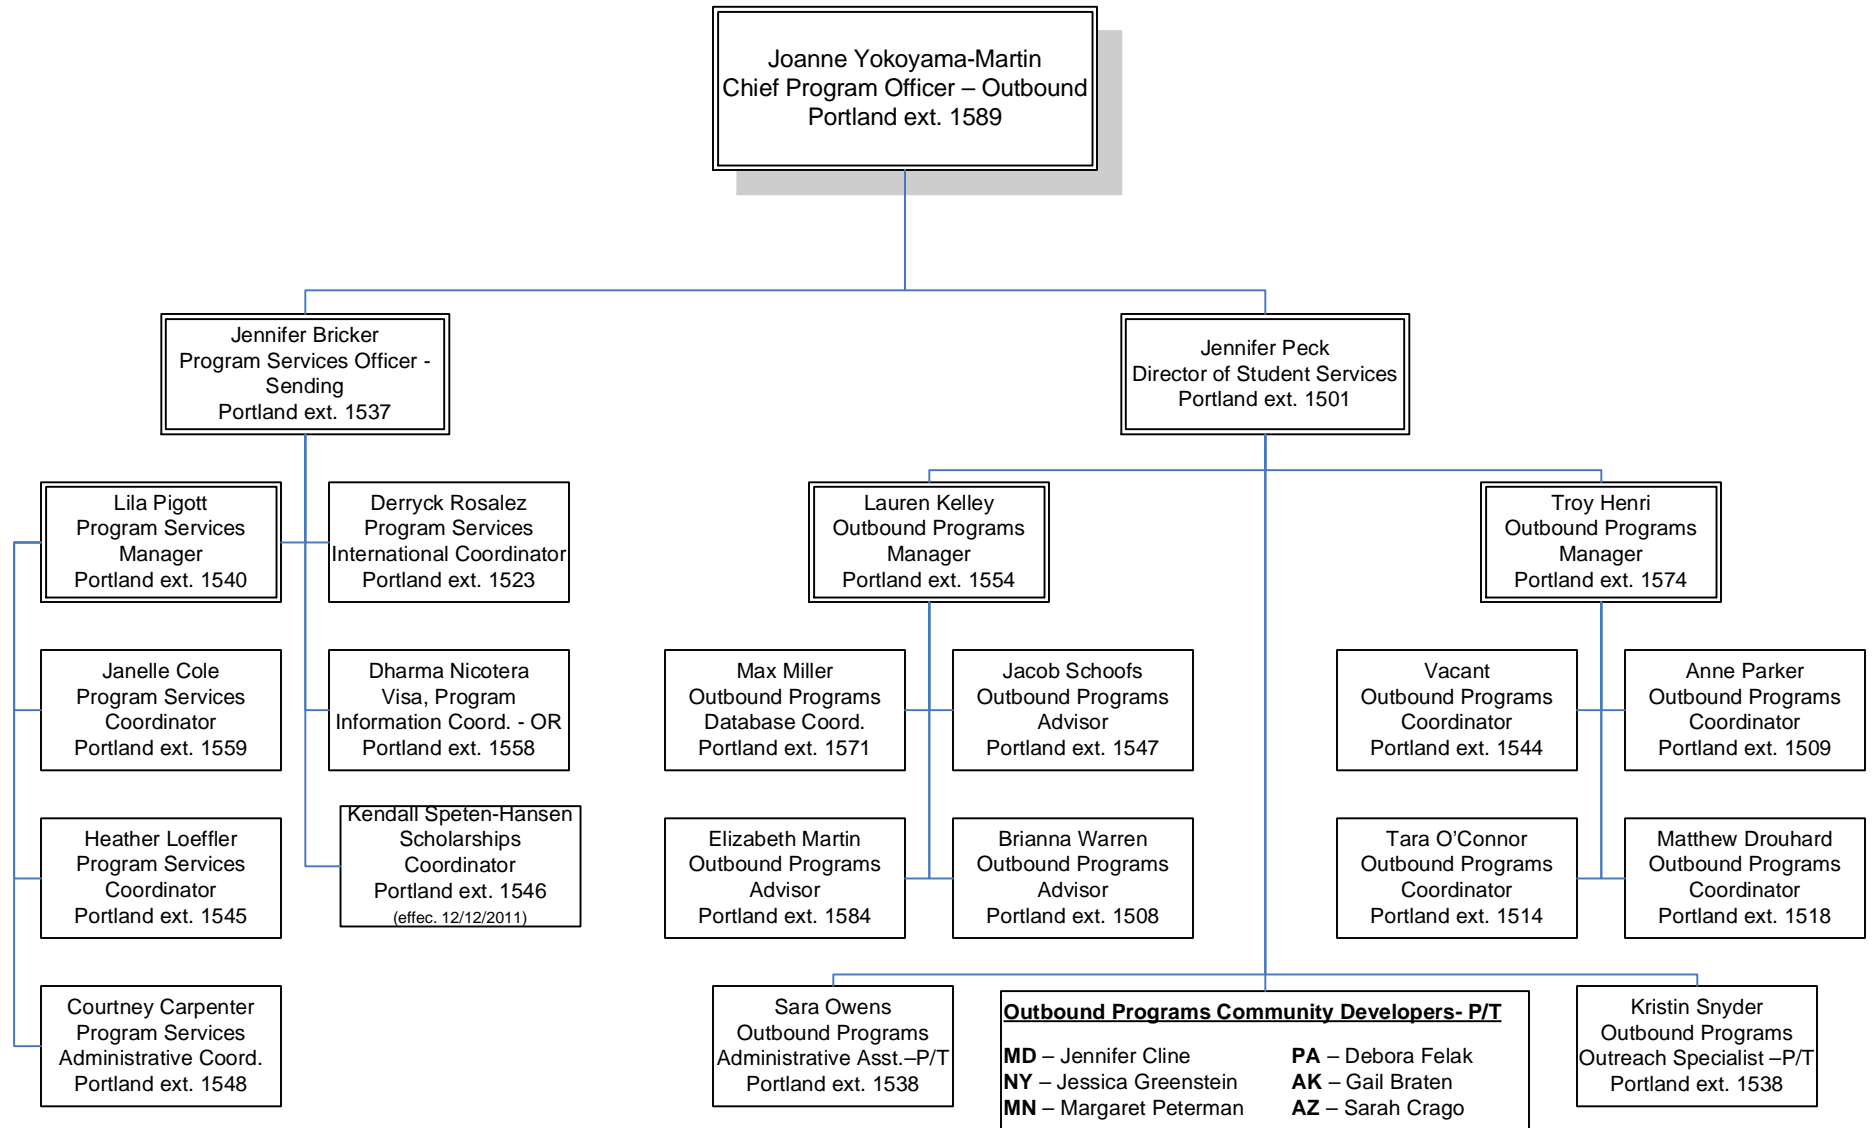 Joanne Yokoyama-Martin
Chief Program Officer – Outbound
Portland ext. 1589
Jennifer Bricker
Program Services Officer -
Sending
Portland ext. 1537
Jennifer Peck
Director of Student Services
Portland ext. 1501
Lila Pigott
Program Services
Manager
Portland ext. 1540
Derryck Rosalez
Program Services
International Coordinator
Portland ext. 1523
Lauren Kelley
Outbound Programs
Manager
Portland ext. 1554
Troy Henri
Outbound Programs
Manager
Portland ext. 1574
Janelle Cole
Program Services
Coordinator
Portland ext. 1559
Dharma Nicotera
Visa, Program
Information Coord. - OR
Portland ext. 1558
Max Miller
Outbound Programs
Database Coord.
Portland ext. 1571
Jacob Schoofs
Outbound Programs
Advisor
Portland ext. 1547
Vacant
Outbound Programs
Coordinator
Portland ext. 1544
Anne Parker
Outbound Programs
Coordinator
Portland ext. 1509
Heather Loeffler
Program Services
Coordinator
Portland ext. 1545
Kendall Speten-Hansen
Scholarships
Coordinator
Portland ext. 1546
(effec. 12/12/2011)
Elizabeth Martin
Outbound Programs
Advisor
Portland ext. 1584
Brianna Warren
Outbound Programs
Advisor
Portland ext. 1508
Tara O’Connor
Outbound Programs
Coordinator
Portland ext. 1514
Matthew Drouhard
Outbound Programs
Coordinator
Portland ext. 1518
Courtney Carpenter
Program Services
Administrative Coord.
Portland ext. 1548
Sara Owens
Outbound Programs
Administrative Asst.–P/T
Portland ext. 1538
Outbound Programs Community Developers- P/T
MD – Jennifer Cline PA – Debora Felak
NY – Jessica Greenstein AK – Gail Braten
MN – Margaret Peterman AZ – Sarah Crago
Kristin Snyder
Outbound Programs
Outreach Specialist –P/T
Portland ext. 1538